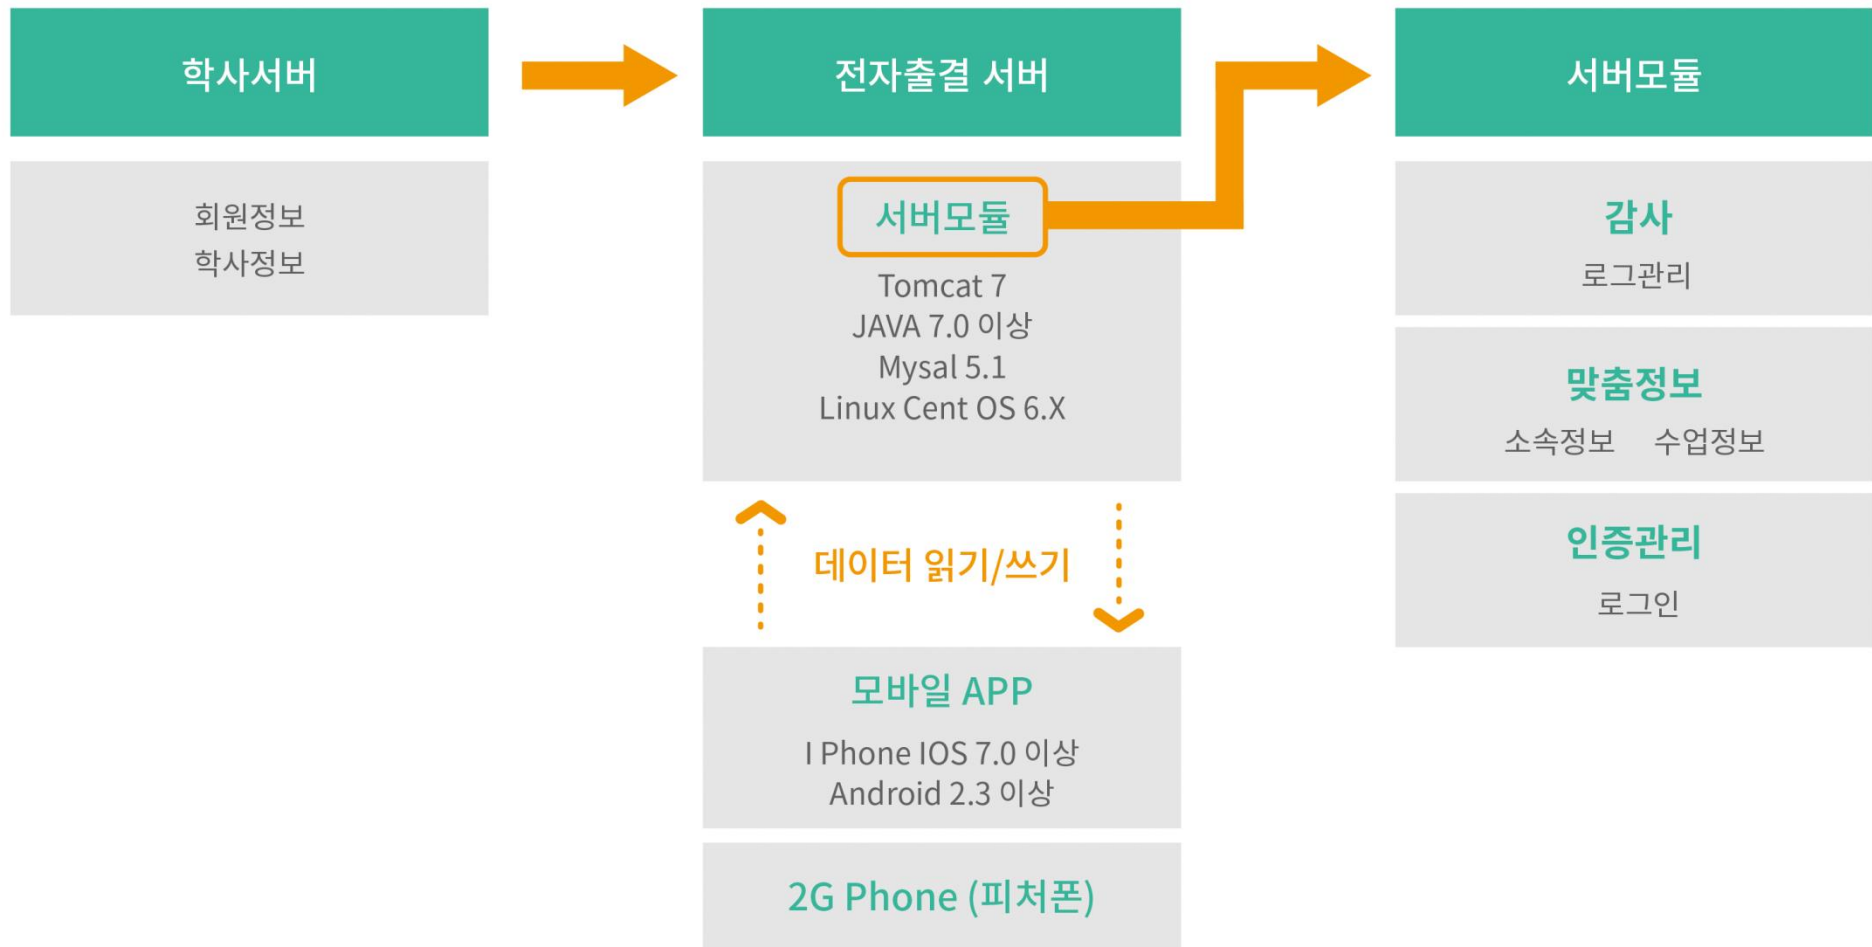 학사서버
회원정보
학사정보
전자출결 서버
서버모듈
Tomcat 7
JAVA 7.0 이상
Mysal 5.1
Linux Cent OS 6.X
데이터 읽기/쓰기
모바일 APP
I Phone IOS 7.0 이상
Android 2.3 이상
2G Phone (피처폰)
서버모듈
감사
로그관리
맞춤정보
소속정보 수업정보
인증관리
로그인